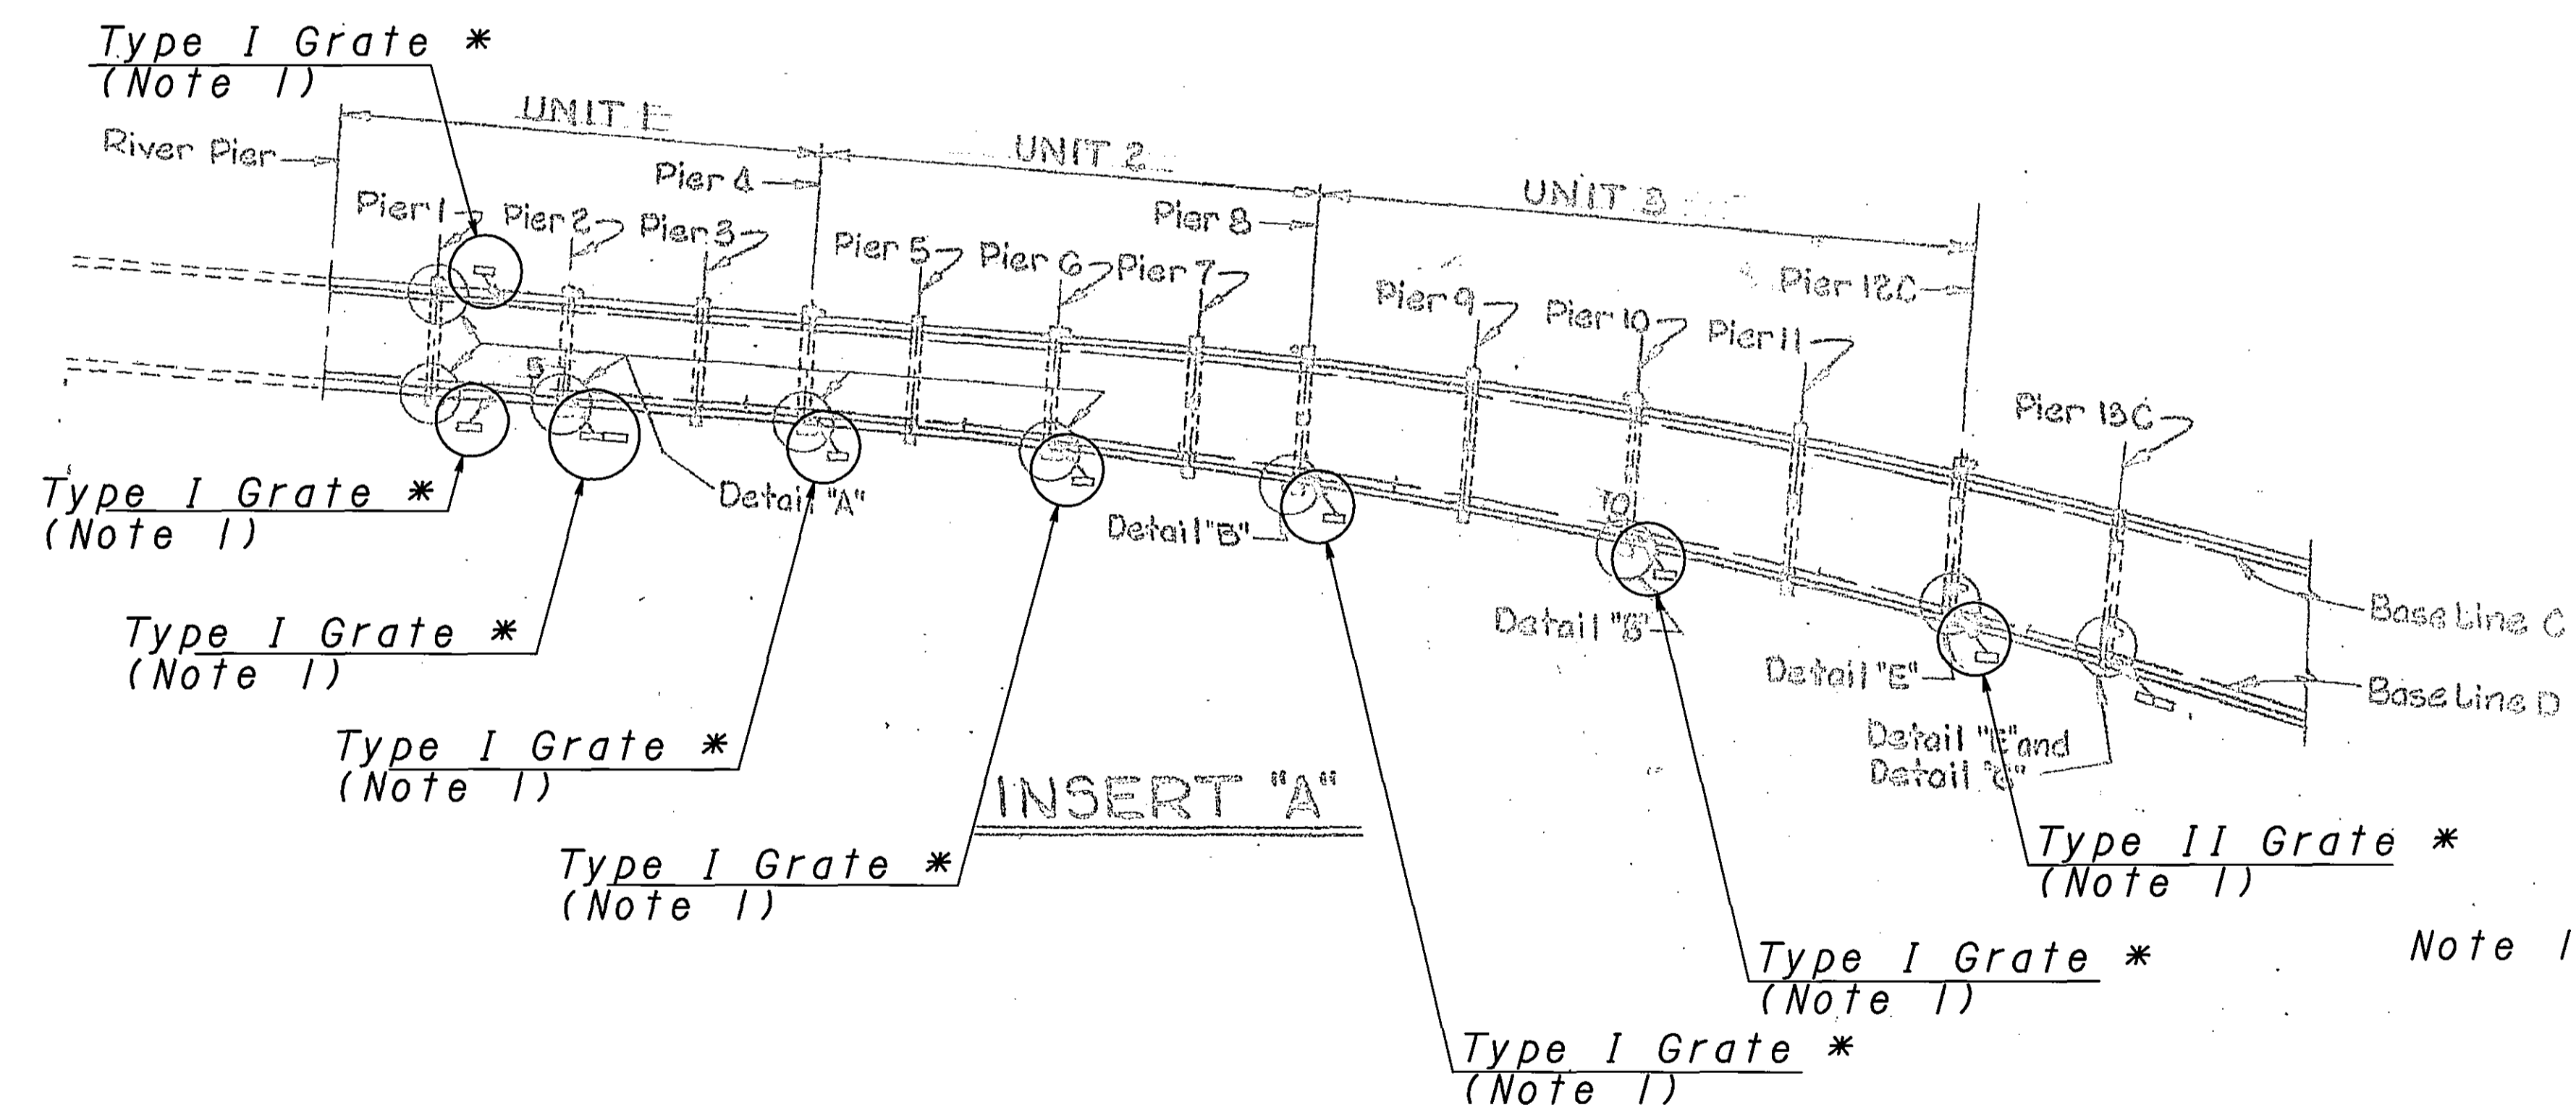 Type I Grate *
(Note 1)
UNIT 1
River Pier
UNIT 2
Pier 4
UNIT 3
Pier 1
Pier 2
Pier 3
Pier 8
Pier 5
Pier 6
Pier 7
Pier 12C
Pier 9
Pier 10
Pier 11
Pier 13C
Type I Grate *
(Note 1)
Detail "A"
Detail "B"
Detail
Base Line C
Type I Grate *
(Note 1)
Detail "E"
Base Line D
Type I Grate *
(Note 1)
Detail "E" and
Detail
INSERT "A"
Type I Grate *
(Note 1)
Type II Grate *
(Note 1)
Note 1
Type I Grate *
(Note 1)
Type I Grate *
(Note 1)